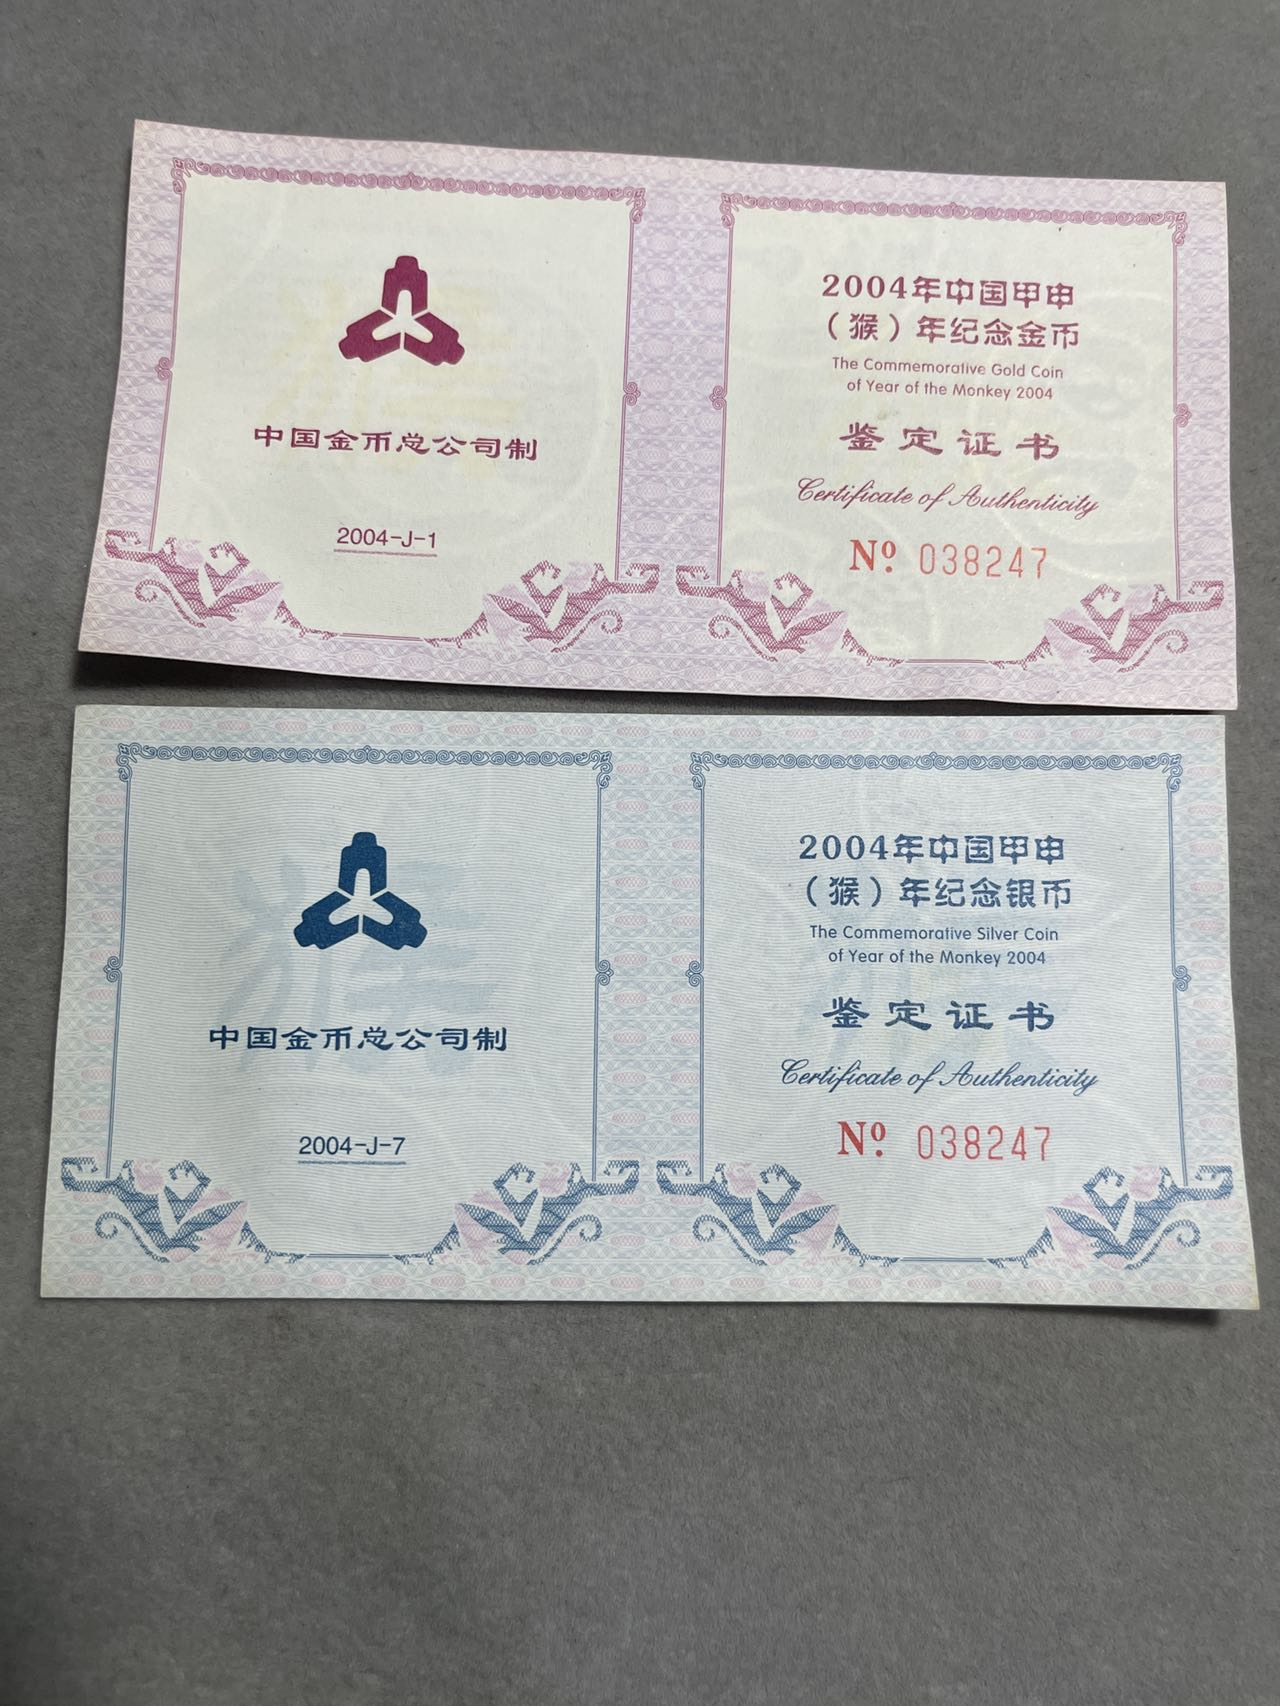 中国金币总公司制
2004-J-1
2004年中国甲申
（猴）年纪念金币
The Commemorative Gold Coin
of Year of the Monkey 2004
鉴定证书
Certificate of Authenticity
Nº 038247
中国金币总公司制
2004-J-7
2004年中国甲申
（猴）年纪念银币
The Commemorative Silver Coin
of Year of the Monkey 2004
鉴定证书
Certificate of Authenticity
Nº 038247